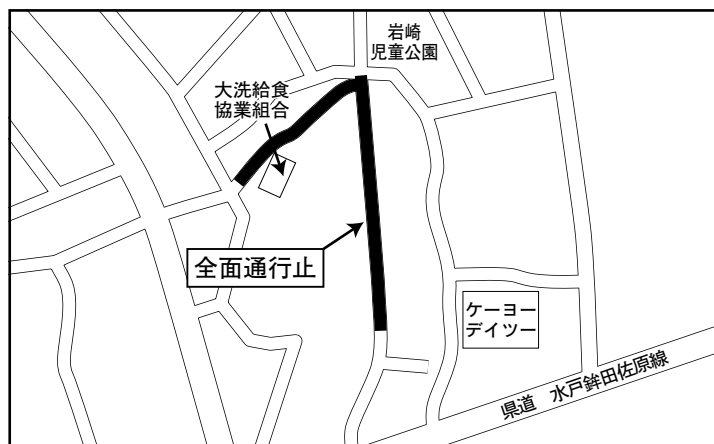 岩崎
児童公園
大洗給食
協業組合
全面通行止
ケーヨー
デイツー
県道　水戸鉾田佐原線